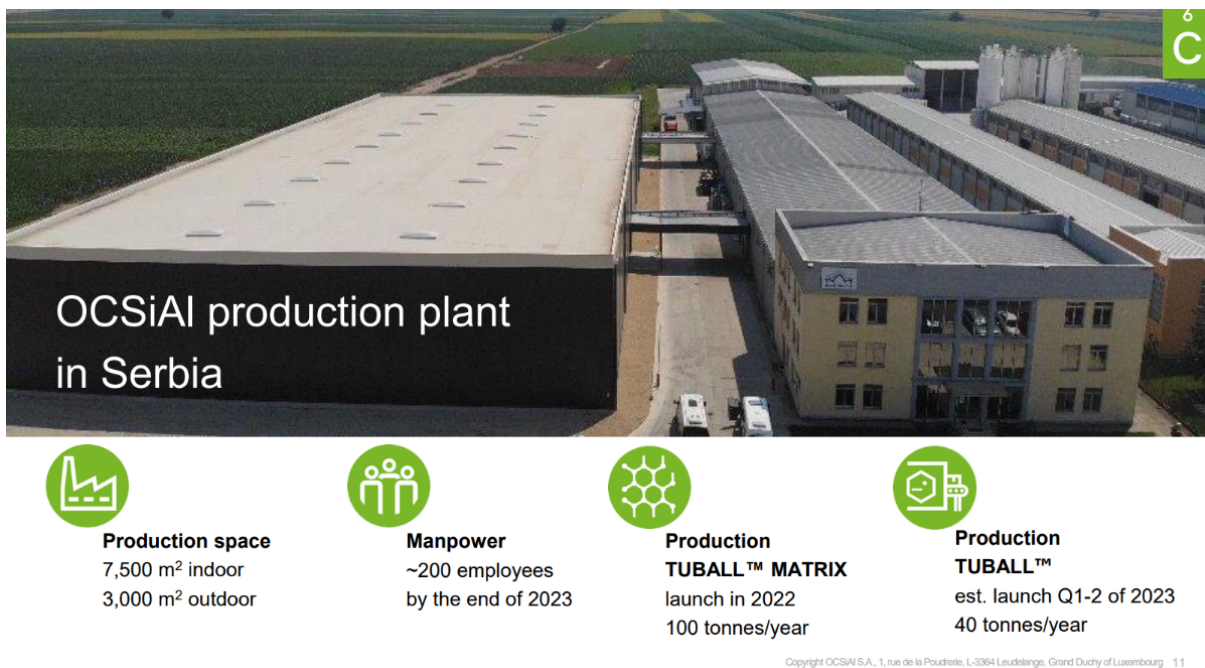 6
C
OCSiAl production plant
in Serbia
Production space
7,500 m² indoor
3,000 m² outdoor
Manpower
~200 employees
by the end of 2023
Production
TUBALL™ MATRIX
launch in 2022
100 tonnes/year
Production
TUBALL™
est. launch Q1-2 of 2023
40 tonnes/year
Copyright OCSiAl S.A., 1, rue de la Poudrerie, L-3364 Leudelange, Grand Duchy of Luxembourg 11